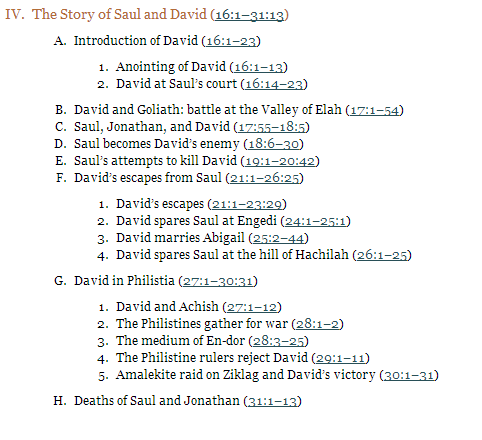 IV. The Story of Saul and David (16:1–31:13)
A. Introduction of David (16:1–23)
1. Anointing of David (16:1–13)
2. David at Saul’s court (16:14–23)
B. David and Goliath: battle at the Valley of Elah (17:1–54)
C. Saul, Jonathan, and David (17:55–18:5)
D. Saul becomes David’s enemy (18:6–30)
E. Saul’s attempts to kill David (19:1–20:42)
F. David’s escapes from Saul (21:1–26:25)
1. David’s escapes (21:1–23:29)
2. David spares Saul at Engedi (24:1–25:1)
3. David marries Abigail (25:2–44)
4. David spares Saul at the hill of Hachilah (26:1–25)
G. David in Philistia (27:1–30:31)
1. David and Achish (27:1–12)
2. The Philistines gather for war (28:1–2)
3. The medium of En-dor (28:3–25)
4. The Philistine rulers reject David (29:1–11)
5. Amalekite raid on Ziklag and David’s victory (30:1–31)
H. Deaths of Saul and Jonathan (31:1–13)